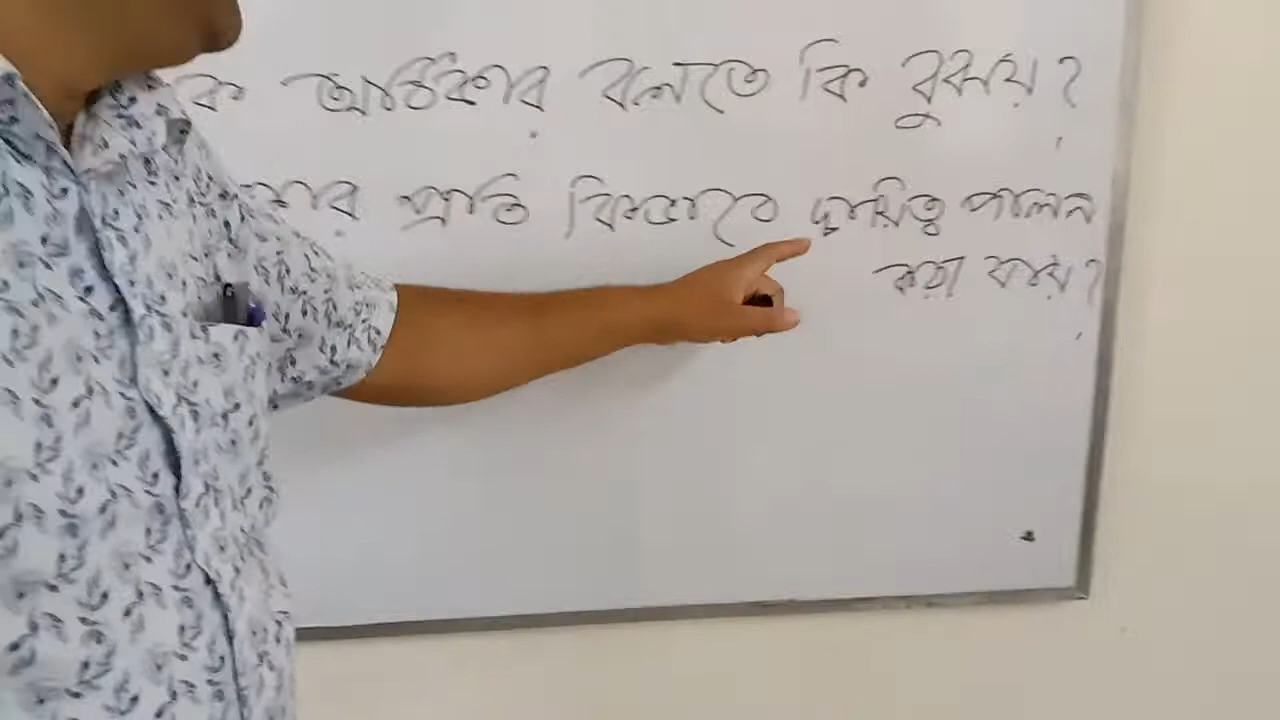 ক অধিকার বলতে কি বুঝায়?
র প্রতি কিভাবে দায়িত্ব পালন
করা যায়?